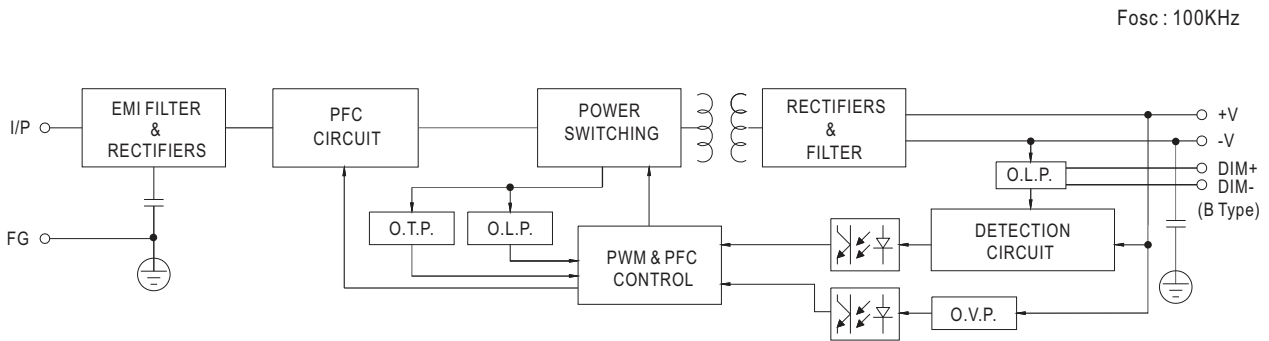 Fosc : 100KHz
I/P
EMI FILTER
&
RECTIFIERS
PFC
CIRCUIT
POWER
SWITCHING
RECTIFIERS
&
FILTER
+V
-V
O.L.P.
DIM+
DIM-
(B Type)
FG
O.T.P.
O.L.P.
PWM & PFC
CONTROL
DETECTION
CIRCUIT
O.V.P.